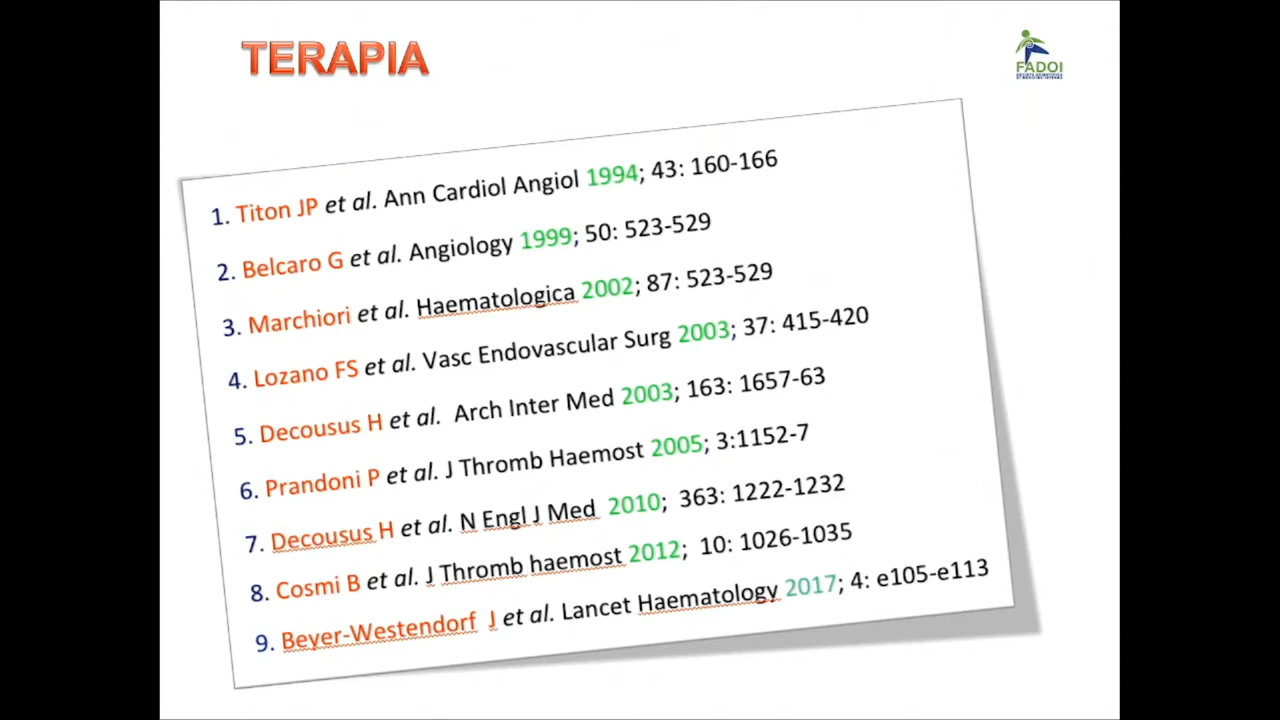 TERAPIA
FADOI
1. Titon JP et al. Ann Cardiol Angiol 1994; 43: 160-166
2. Belcaro G et al. Angiology 1999; 50: 523-529
3. Marchiori et al. Haematologica 2002; 87: 523-529
4. Lozano FS et al. Vasc Endovascular Surg 2003; 37: 415-420
5. Decousus H et al. Arch Inter Med 2003; 163: 1657-63
6. Prandoni P et al. J Thromb Haemost 2005; 3:1152-7
7. Decousus H et al. N Engl J Med 2010; 363: 1222-1232
8. Cosmi B et al. J Thromb haemost 2012; 10: 1026-1035
9. Beyer-Westendorf J et al. Lancet Haematology 2017; 4: e105-e113